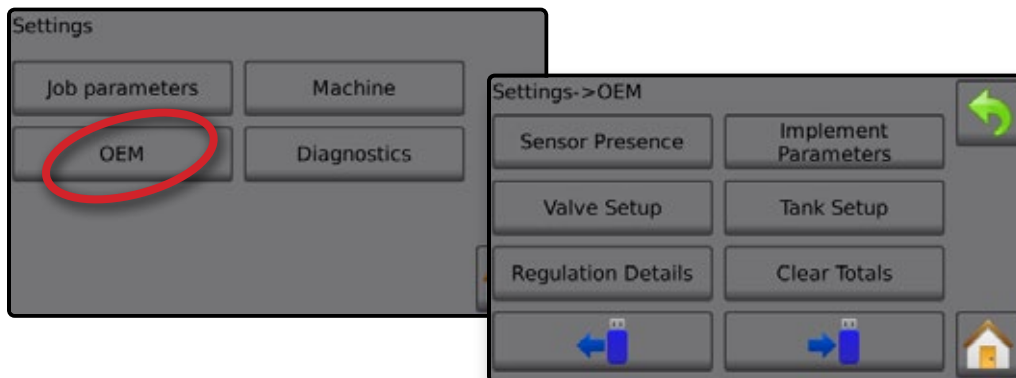 Settings
Job parameters
Machine
OEM
Diagnostics
Settings->OEM
Sensor Presence
Implement
Parameters
Valve Setup
Tank Setup
Regulation Details
Clear Totals